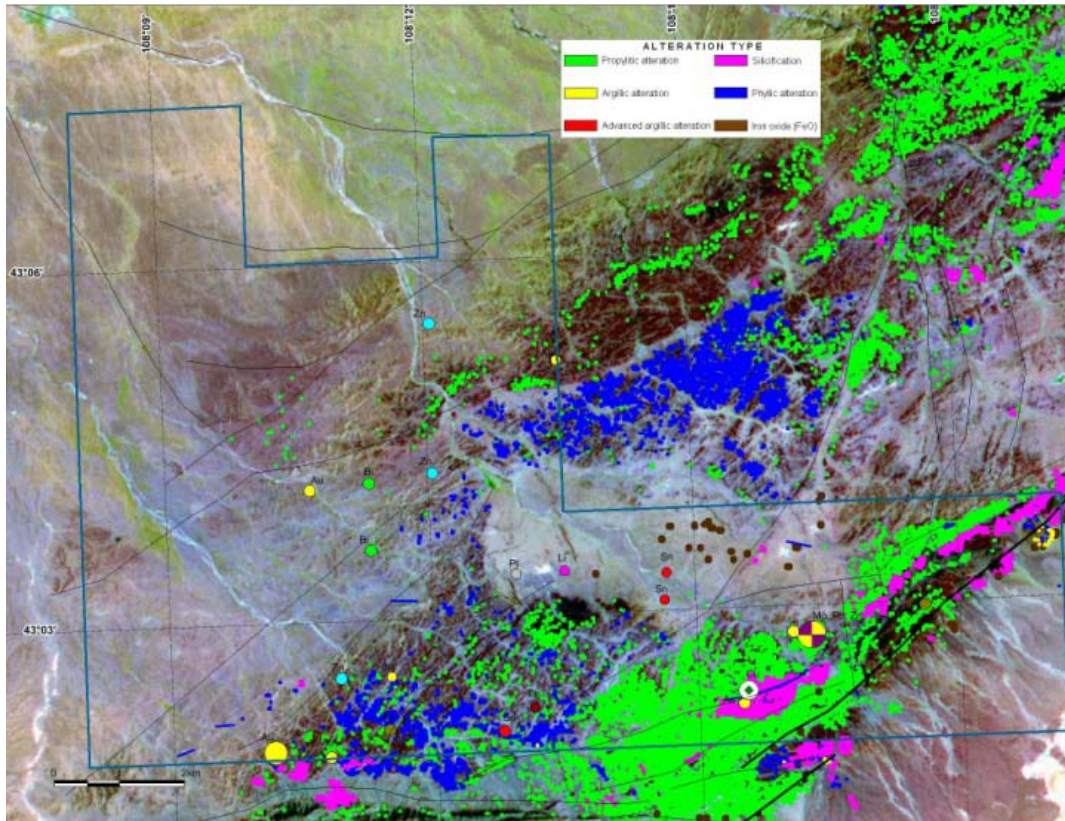 108°09'
108°12'
ALTERATION TYPE
Propylitic alteration
Silicification
Argillic alteration
Phyllic alteration
Advanced argillic alteration
Iron oxide (FeO)
43°06'
Zn
Zn
Au
Bi
Bi
Pt
Li
Sn
Sn
43°03'
Zn
0
2km